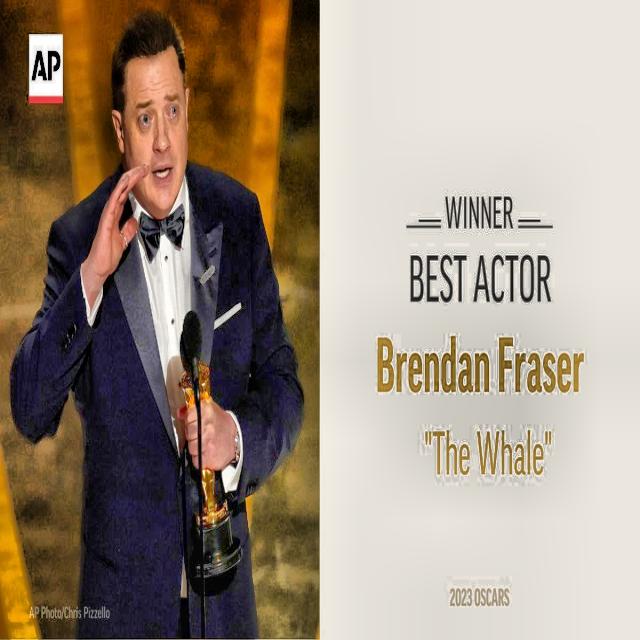 AP
WINNER
BEST ACTOR
Brendan Fraser
"The Whale"
2023 OSCARS
AP Photo/Chris Pizzello